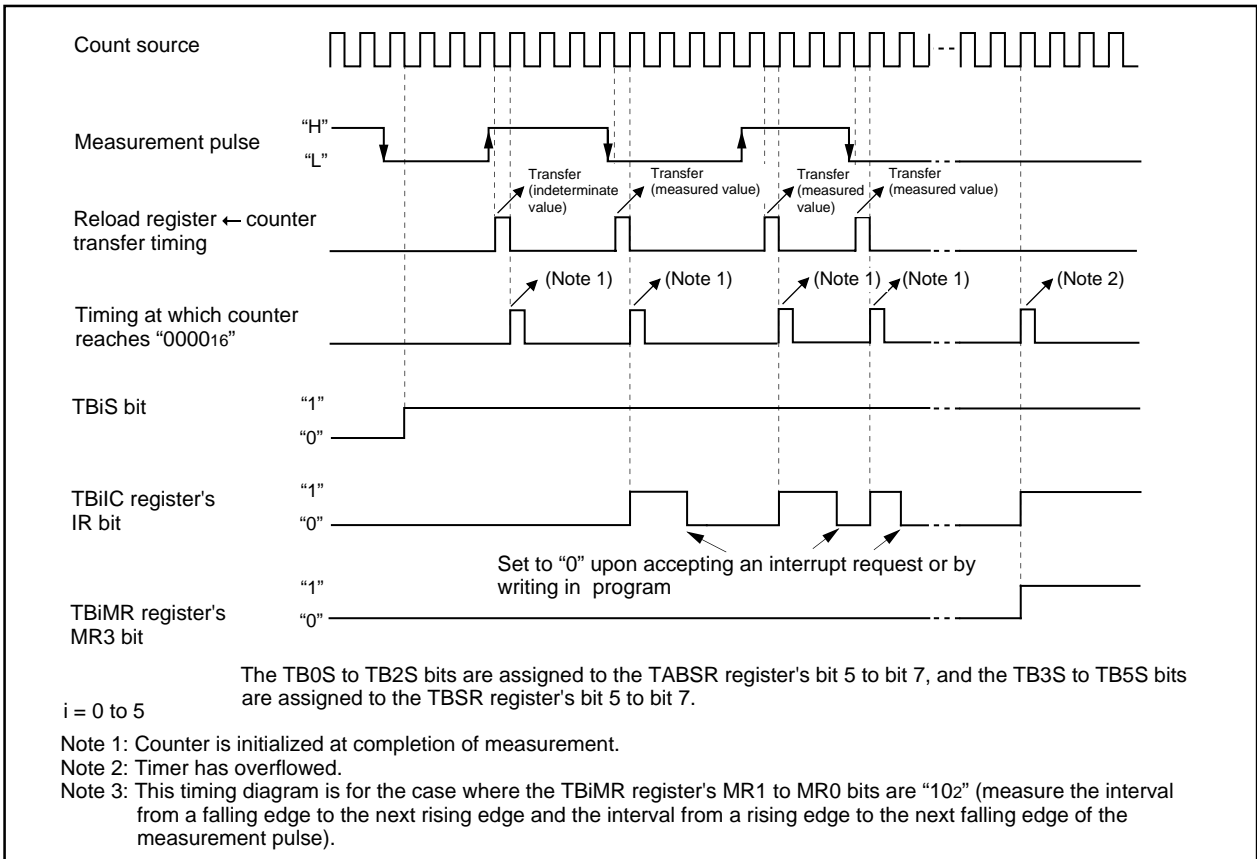 Count source
Measurement pulse
“H”
“L”
Transfer
(indeterminate
value)
Transfer
(measured value)
Transfer
(measured
value)
Transfer
(measured value)
Reload register ← counter
transfer timing
(Note 1)
(Note 1)
(Note 1)
(Note 1)
(Note 2)
Timing at which counter
reaches “000016”
TBiS bit
“1”
“0”
TBiIC register's
IR bit
“1”
“0”
Set to “0” upon accepting an interrupt request or by
writing in program
“1”
TBiMR register's
MR3 bit
“0”
The TB0S to TB2S bits are assigned to the TABSR register's bit 5 to bit 7, and the TB3S to TB5S bits
are assigned to the TBSR register's bit 5 to bit 7.
i = 0 to 5
Note 1: Counter is initialized at completion of measurement.
Note 2: Timer has overflowed.
Note 3: This timing diagram is for the case where the TBiMR register's MR1 to MR0 bits are “102” (measure the interval
from a falling edge to the next rising edge and the interval from a rising edge to the next falling edge of the
measurement pulse).